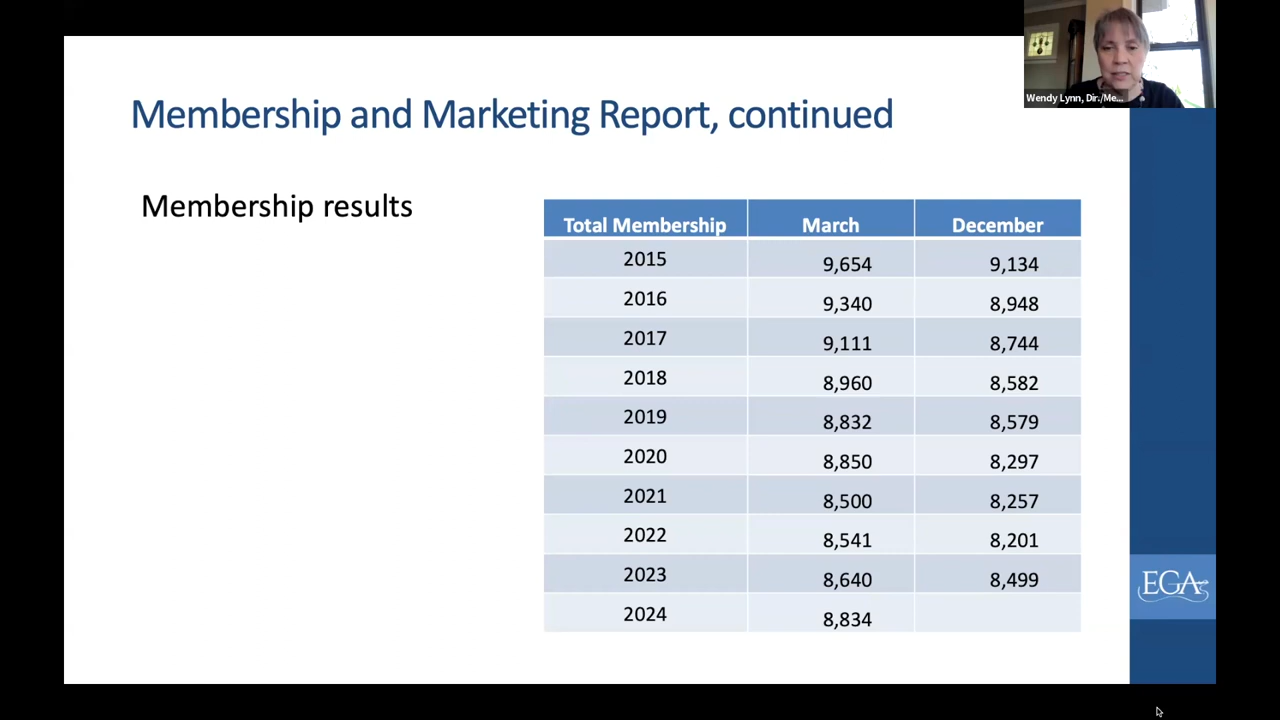 Wendy Lynn, Dir./Me...
Membership and Marketing Report, continued
Membership results
Total Membership March December
2015 9,654 9,134
2016 9,340 8,948
2017 9,111 8,744
2018 8,960 8,582
2019 8,832 8,579
2020 8,850 8,297
2021 8,500 8,257
2022 8,541 8,201
2023 8,640 8,499
2024 8,834
EGA